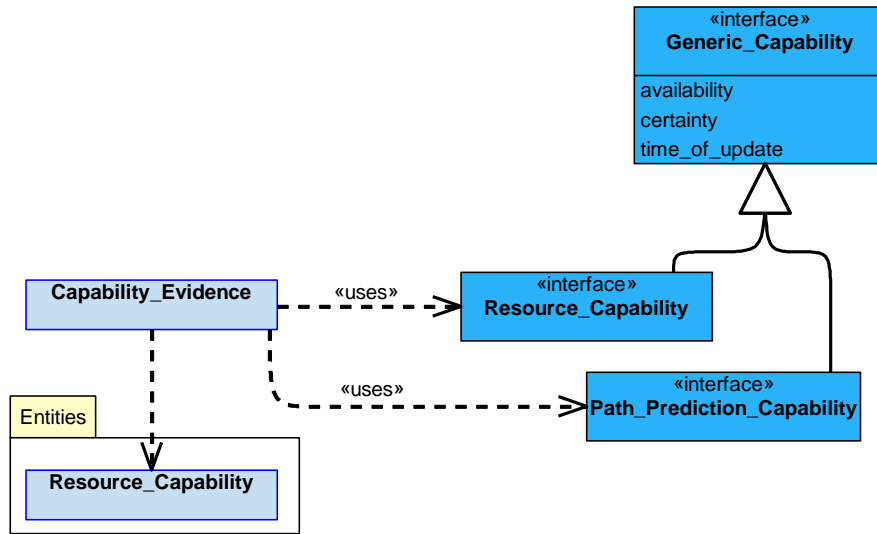 «interface»
Generic_Capability
availability
certainty
time_of_update
Capability_Evidence
«uses»
«interface»
Resource_Capability
«uses»
«interface»
Path_Prediction_Capability
Entities
Resource_Capability